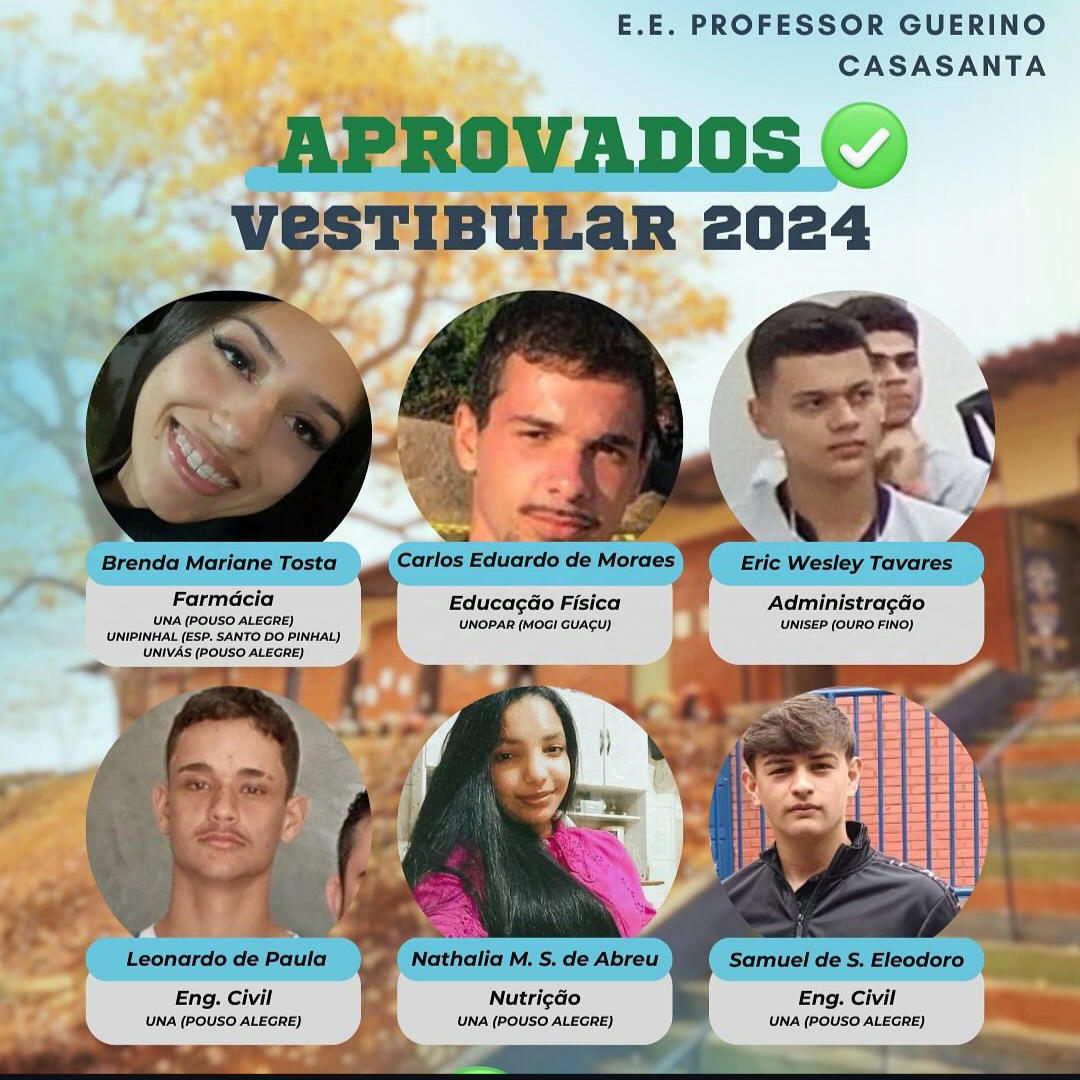 E.E. PROFESSOR GUERINO
CASASANTA
APROVADOS
VeSTIBULaR 2024
Brenda Mariane Tosta
Farmácia
UNA (POUSO ALEGRE)
UNIPINHAL (ESP. SANTO DO PINHAL)
UNIVÁS (POUSO ALEGRE)
Carlos Eduardo de Moraes
Educação Física
UNOPAR (MOGI GUAÇU)
Eric Wesley Tavares
Administração
UNISEP (OURO FINO)
Leonardo de Paula
Eng. Civil
UNA (POUSO ALEGRE)
Nathalia M. S. de Abreu
Nutrição
UNA (POUSO ALEGRE)
Samuel de S. Eleodoro
Eng. Civil
UNA (POUSO ALEGRE)